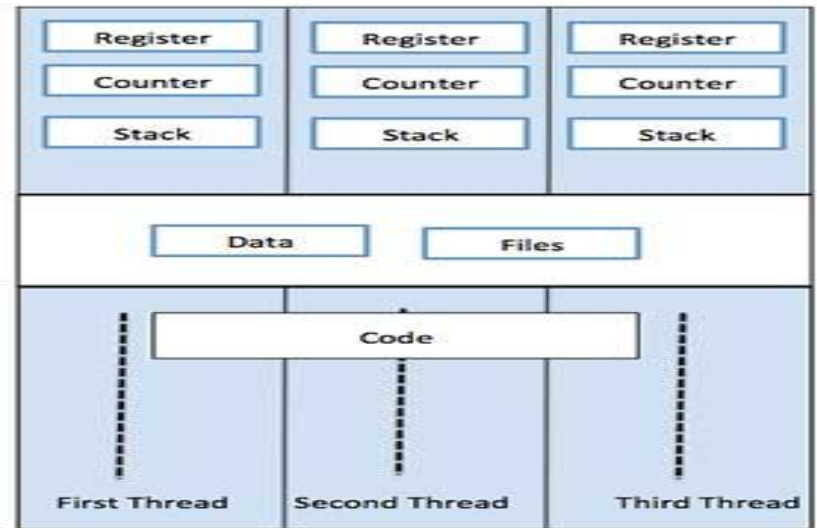 Register Register Register
Counter Counter Counter
Stack Stack Stack
Data Files
Code
First Thread Second Thread Third Thread